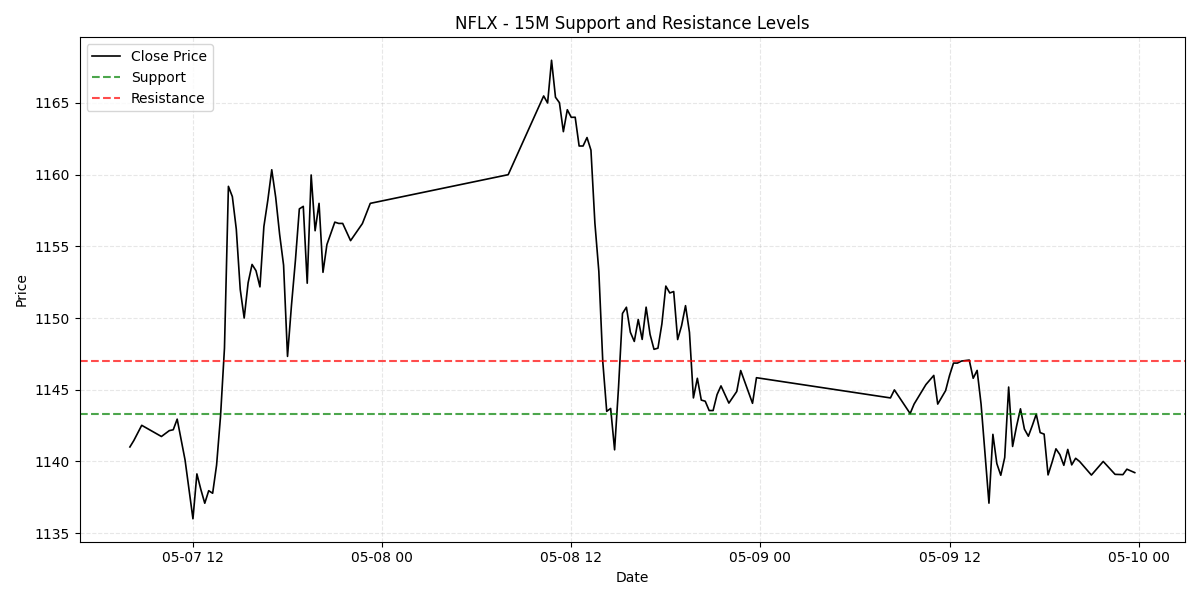 NFLX - 15M Support and Resistance Levels
Close Price
Support
Resistance
1165
1160
1155
1150
1145
1140
1135
Price
05-07 12
05-08 00
05-08 12
05-09 00
05-09 12
05-10 00
Date